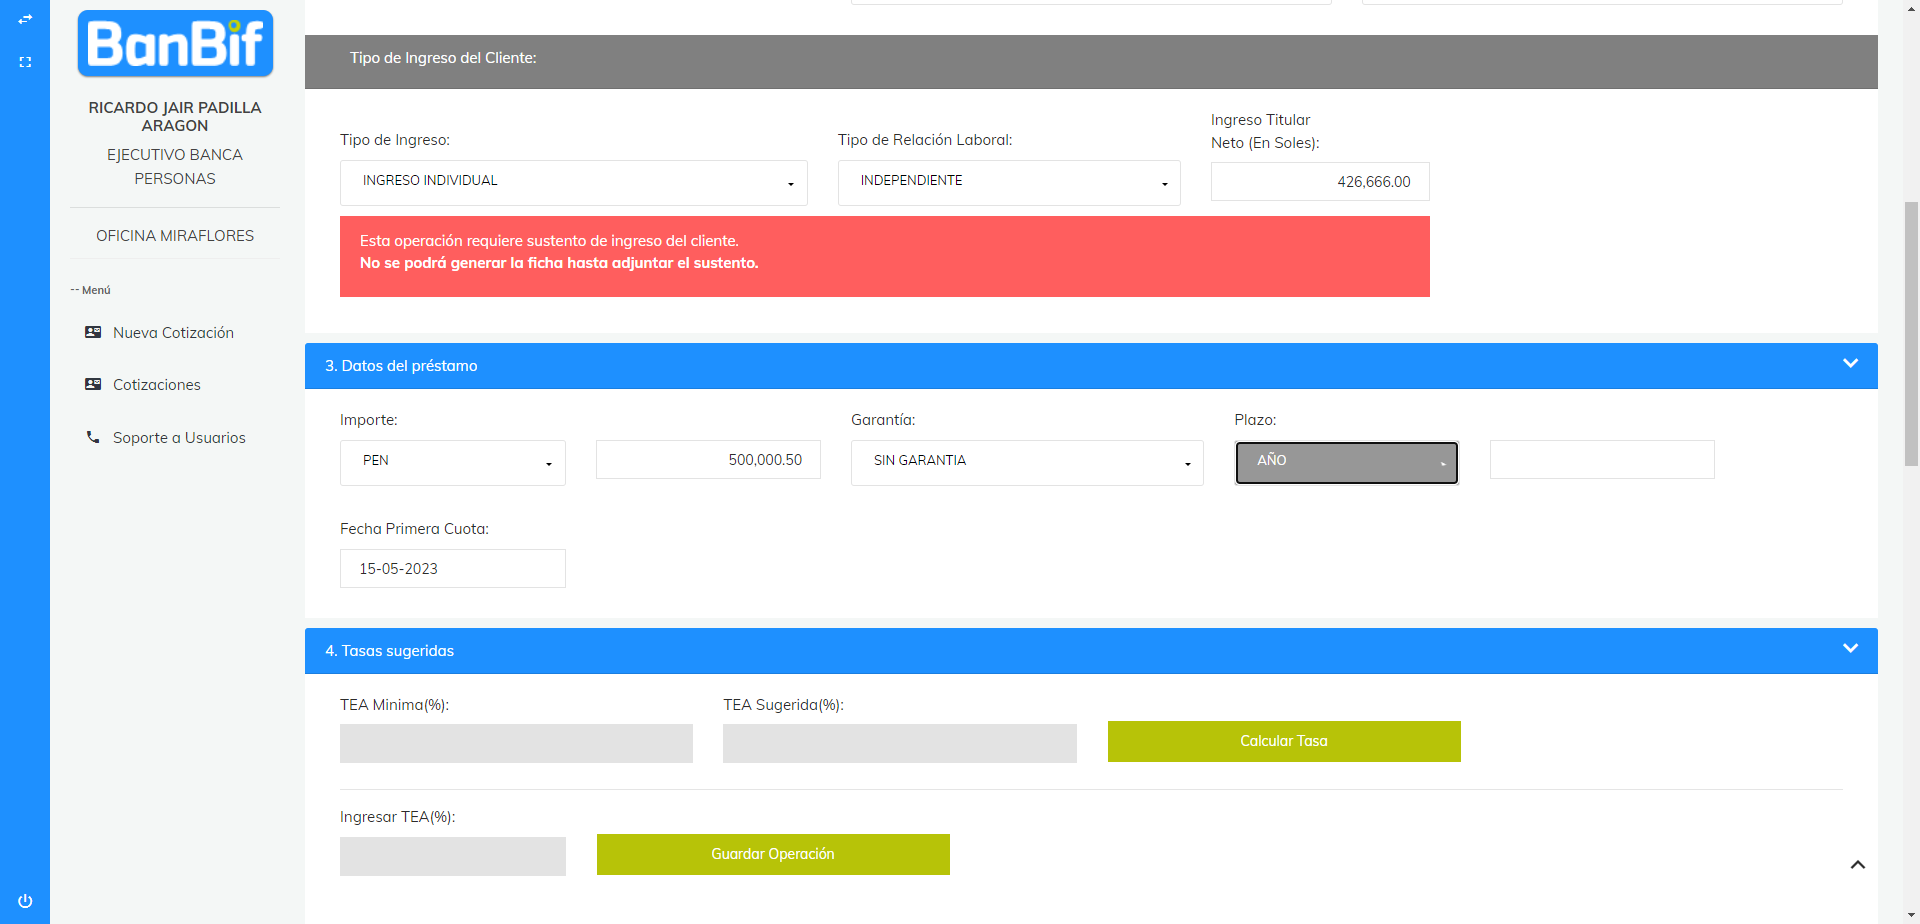 BanBif
RICARDO JAIR PADILLA
ARAGON
EJECUTIVO BANCA
PERSONAS
OFICINA MIRAFLORES
-- Menú
Nueva Cotización
Cotizaciones
Soporte a Usuarios
Tipo de Ingreso del Cliente:
Tipo de Ingreso:
INGRESO INDIVIDUAL
Tipo de Relación Laboral:
INDEPENDIENTE
Ingreso Titular
Neto (En Soles):
426,666.00
Esta operación requiere sustento de ingreso del cliente.
No se podrá generar la ficha hasta adjuntar el sustento.
3. Datos del préstamo
Importe:
PEN
500,000.50
Garantía:
SIN GARANTIA
Plazo:
AÑO
Fecha Primera Cuota:
15-05-2023
4. Tasas sugeridas
TEA Minima(%):
TEA Sugerida(%):
Calcular Tasa
Ingresar TEA(%):
Guardar Operación